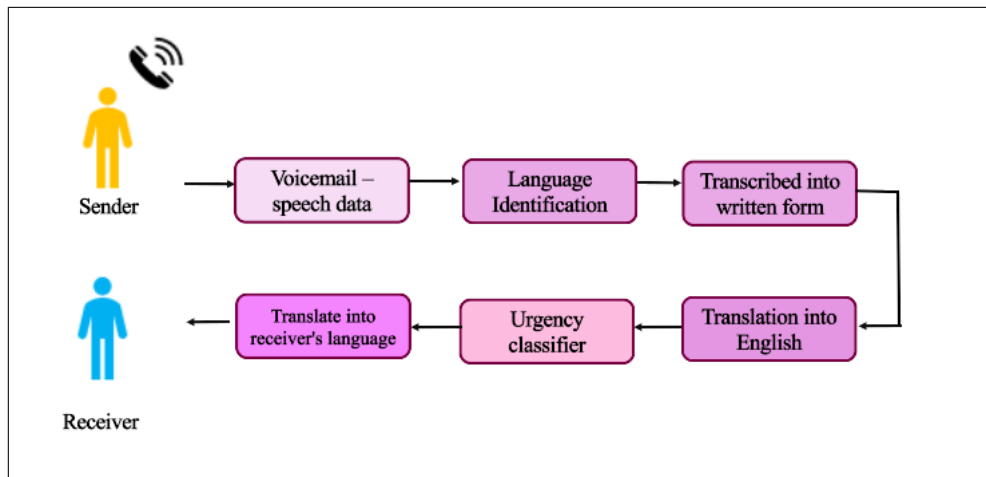 Sender
Voicemail –
speech data
Language
Identification
Transcribed into
written form
Translation into
English
Urgency
classifier
Translate into
receiver's language
Receiver